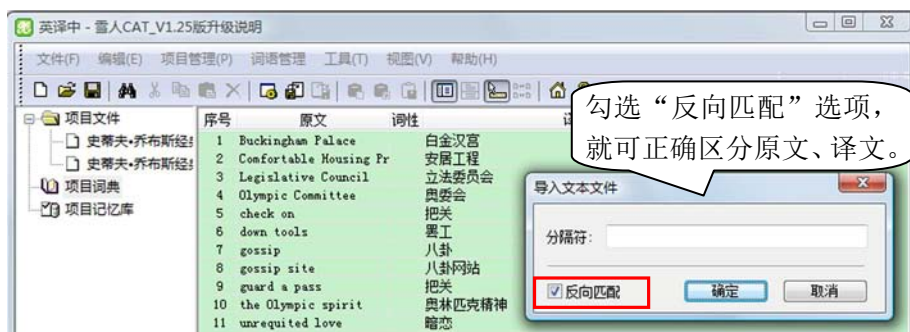 英译中 - 雪人CAT_V1.25版升级说明
文件(F) 编辑(E) 项目管理(P) 词语管理 工具(T) 视图(V) 帮助(H)
勾选“反向匹配”选项，
就可正确区分原文、译文。
项目文件
史蒂夫·乔布斯经
史蒂夫·乔布斯经
项目词典
项目记忆库
序号 原文 词性
1 Buckingham Palace 白金汉宫
2 Comfortable Housing Pr 安居工程
3 Legislative Council 立法委员会
4 Olympic Committee 奥委会
5 check on 把关
6 down tools 罢工
7 gossip 八卦
8 gossip site 八卦网站
9 guard a pass 把关
10 the Olympic spirit 奥林匹克精神
11 unrequited love 暗恋
导入文本文件
分隔符:
反向匹配 确定 取消